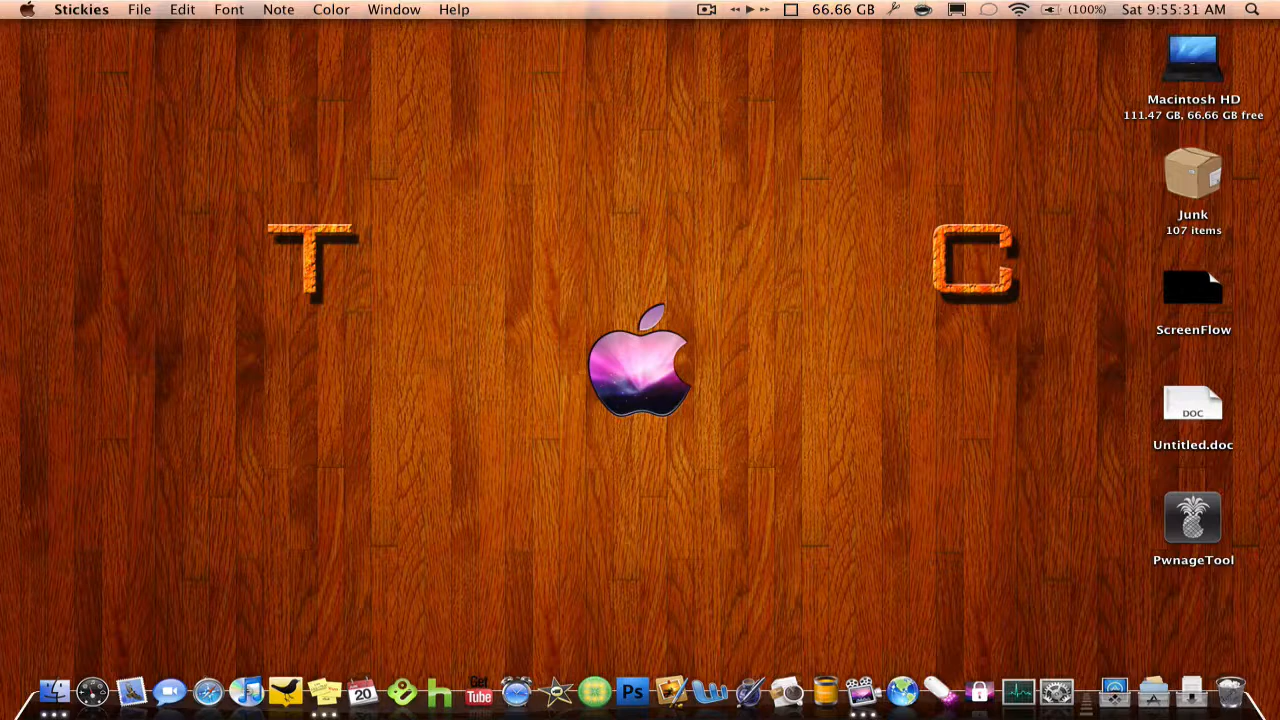 Stickies File Edit Font Note Color Window Help 66.66 GB (100%) Sat 9:55:31 AM
Macintosh HD
111.47 GB, 66.66 GB free
Junk
107 items
T C
ScreenFlow
DOC
Untitled.doc
PwnageTool
Get
Tube
20
h
Ps